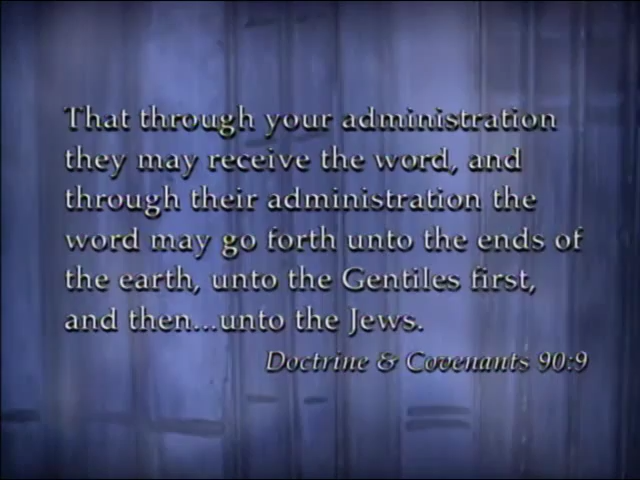 That through your administration
they may receive the word, and
through their administration the
word may go forth unto the ends of
the earth, unto the Gentiles first,
and then...unto the Jews.
Doctrine & Covenants 90:9